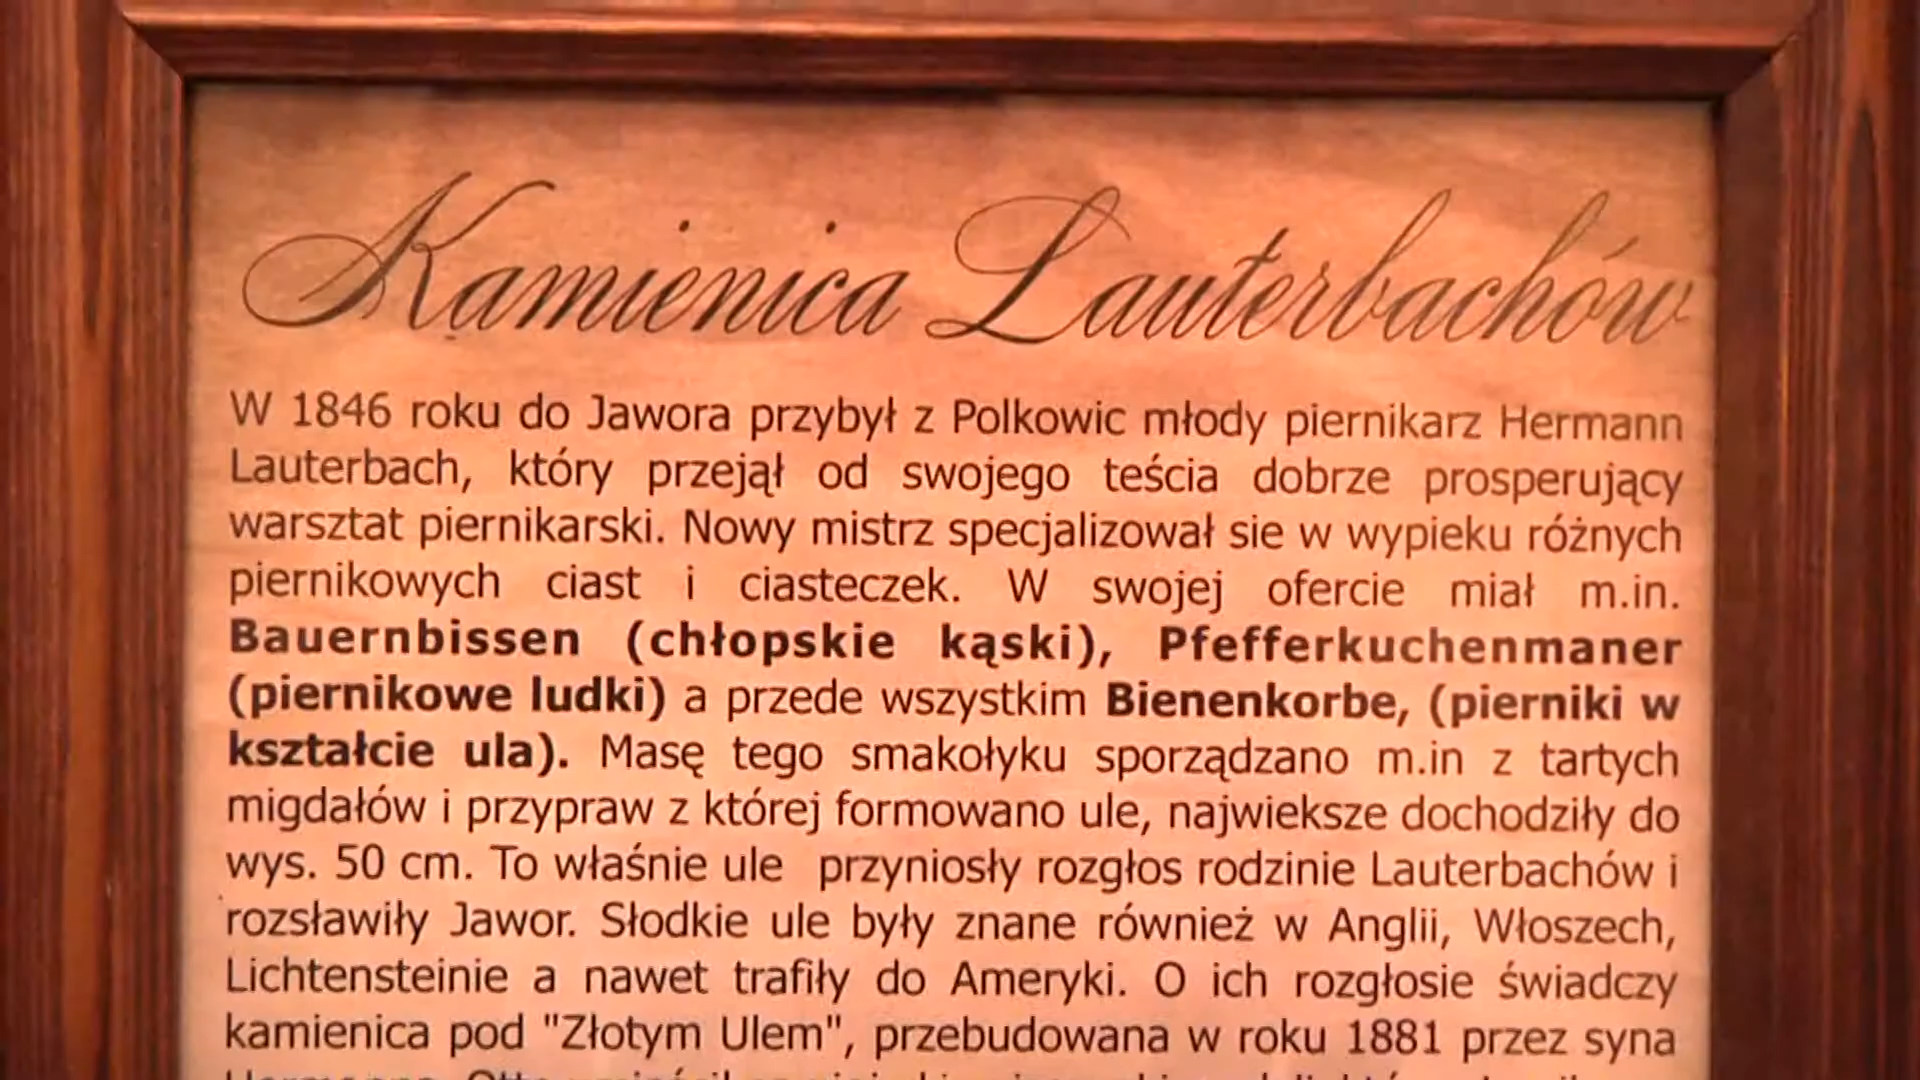 Kamienica Lauterbachów
W 1846 roku do Jawora przybył z Polkowic młody piernikarz Hermann
Lauterbach, który przejął od swojego teścia dobrze prosperujący
warsztat piernikarski. Nowy mistrz specjalizował sie w wypieku różnych
piernikowych ciast i ciasteczek. W swojej ofercie miał m.in.
Bauernbissen (chłopskie kąski), Pfefferkuchenmaner
(piernikowe ludki) a przede wszystkim Bienenkorbe, (pierniki w
kształcie ula). Masę tego smakołyku sporządzano m.in z tartych
migdałów i przypraw z której formowano ule, najwieksze dochodziły do
wys. 50 cm. To właśnie ule przyniosły rozgłos rodzinie Lauterbachów i
rozsławiły Jawor. Słodkie ule były znane również w Anglii, Włoszech,
Lichtensteinie a nawet trafiły do Ameryki. O ich rozgłosie świadczy
kamienica pod "Złotym Ulem", przebudowana w roku 1881 przez syna